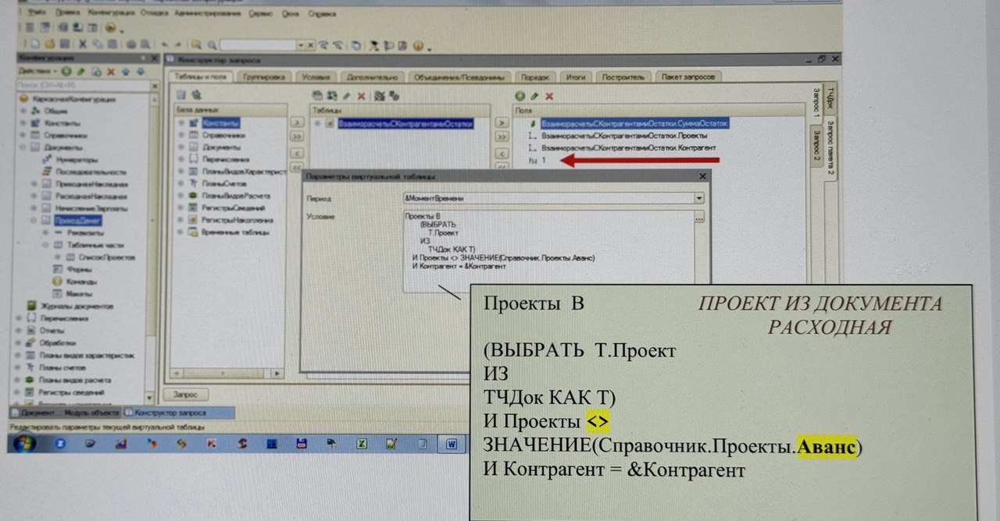 Файл Правка Конфигурация Отладка Администрирование Сервис Окна Справка
Конфигурация
Конструктор запроса
Действия
Таблицы и поля Группировка Условия Дополнительно Объединения/Псевдонимы Порядок Итоги Построитель Пакет запросов
Поиск (Ctrl+Alt+M)
КаркаснаяКонфигурация
Общие
Константы
Справочники
Документы
Нумераторы
Последовательности
ПриходнаяНакладная
РасходнаяНакладная
НачислениеЗарплаты
ПриходДенег
Реквизиты
Табличные части
СписокПроектов
Формы
Команды
Макеты
Журналы документов
Перечисления
Отчеты
Обработки
Планы видов характеристик
Планы счетов
Планы видов расчета
Регистры сведений
База данных
Константы
Справочники
Документы
Перечисления
ПланыВидовХарактерист
ПланыСчетов
ПланыВидовРасчета
РегистрыСведений
РегистрыНакопления
Временные таблицы
Таблицы
ВзаиморасчетыСКонтрагентамиОстатки
Поля
ВзаиморасчетыСКонтрагентамиОстатки.СуммаОстаток
ВзаиморасчетыСКонтрагентамиОстатки.Проекты
ВзаиморасчетыСКонтрагентамиОстатки.Контрагент
1
Запрос 1
Запрос 2
ТЧДок
Запрос пакета 2
Параметры виртуальной таблицы
Период &МоментВремени
Условие Проекты В
(ВЫБРАТЬ
Т.Проект
ИЗ
ТЧДок КАК Т)
И Проекты <> ЗНАЧЕНИЕ(Справочник.Проекты.Аванс)
И Контрагент = &Контрагент
Запрос
Документ... Модуль объекта Конструктор запроса
Редактировать параметры текущей виртуальной таблицы
Проекты В ПРОЕКТ ИЗ ДОКУМЕНТА
РАСХОДНАЯ
(ВЫБРАТЬ Т.Проект
ИЗ
ТЧДок КАК Т)
И Проекты <>
ЗНАЧЕНИЕ(Справочник.Проекты.Аванс)
И Контрагент = &Контрагент